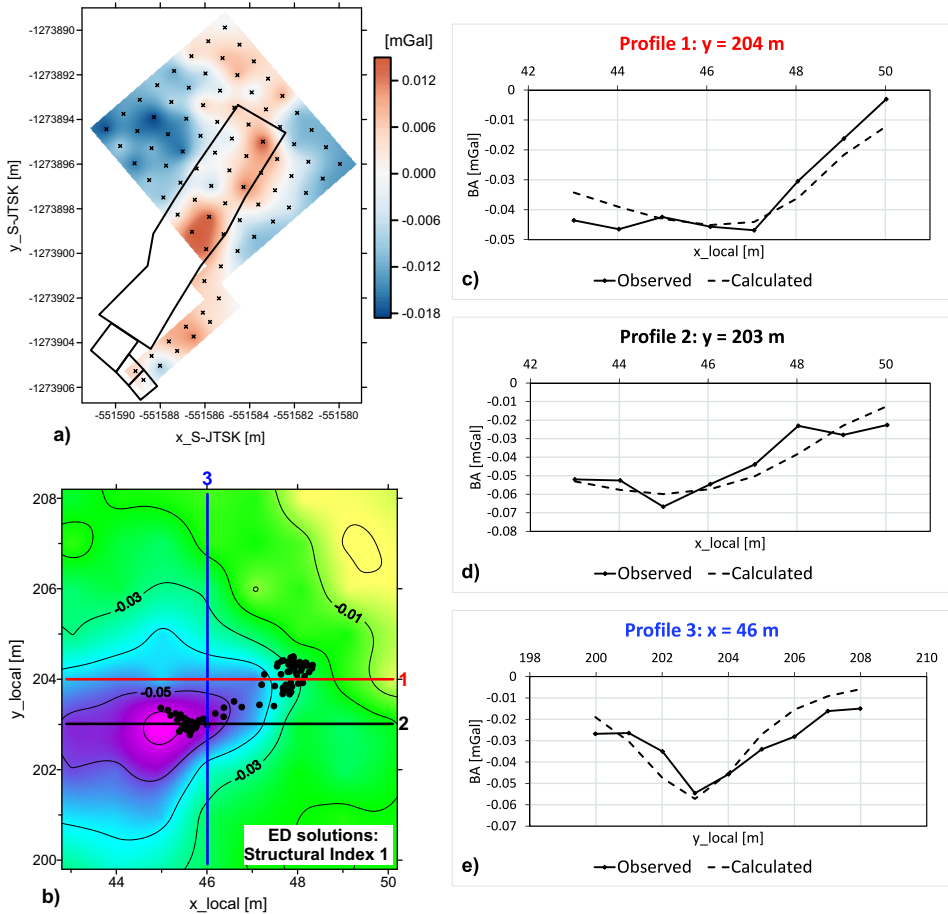 [mGal]
-1273890
-1273892
-1273894
-1273896
-1273898
-1273900
-1273902
-1273904
-1273906
y_S-JTSK [m]
0.012
0.006
0.000
-0.006
-0.012
-0.018
-551590 -551588 -551586 -551584 -551582 -551580
x_S-JTSK [m]
a)
3
208
206
204
202
200
y_local [m]
-0.03
-0.01
-0.05
-0.03
1
2
ED solutions:
Structural Index 1
44 46 48 50
x_local [m]
b)
Profile 1: y = 204 m
42 44 46 48 50
0
-0.01
-0.02
-0.03
-0.04
-0.05
BA [mGal]
x_local [m]
c)
Observed Calculated
Profile 2: y = 203 m
42 44 46 48 50
0
-0.01
-0.02
-0.03
-0.04
-0.05
-0.06
-0.07
-0.08
BA [mGal]
x_local [m]
d)
Observed Calculated
Profile 3: x = 46 m
198 200 202 204 206 208 210
0
-0.01
-0.02
-0.03
-0.04
-0.05
-0.06
-0.07
BA [mGal]
y_local [m]
e)
Observed Calculated